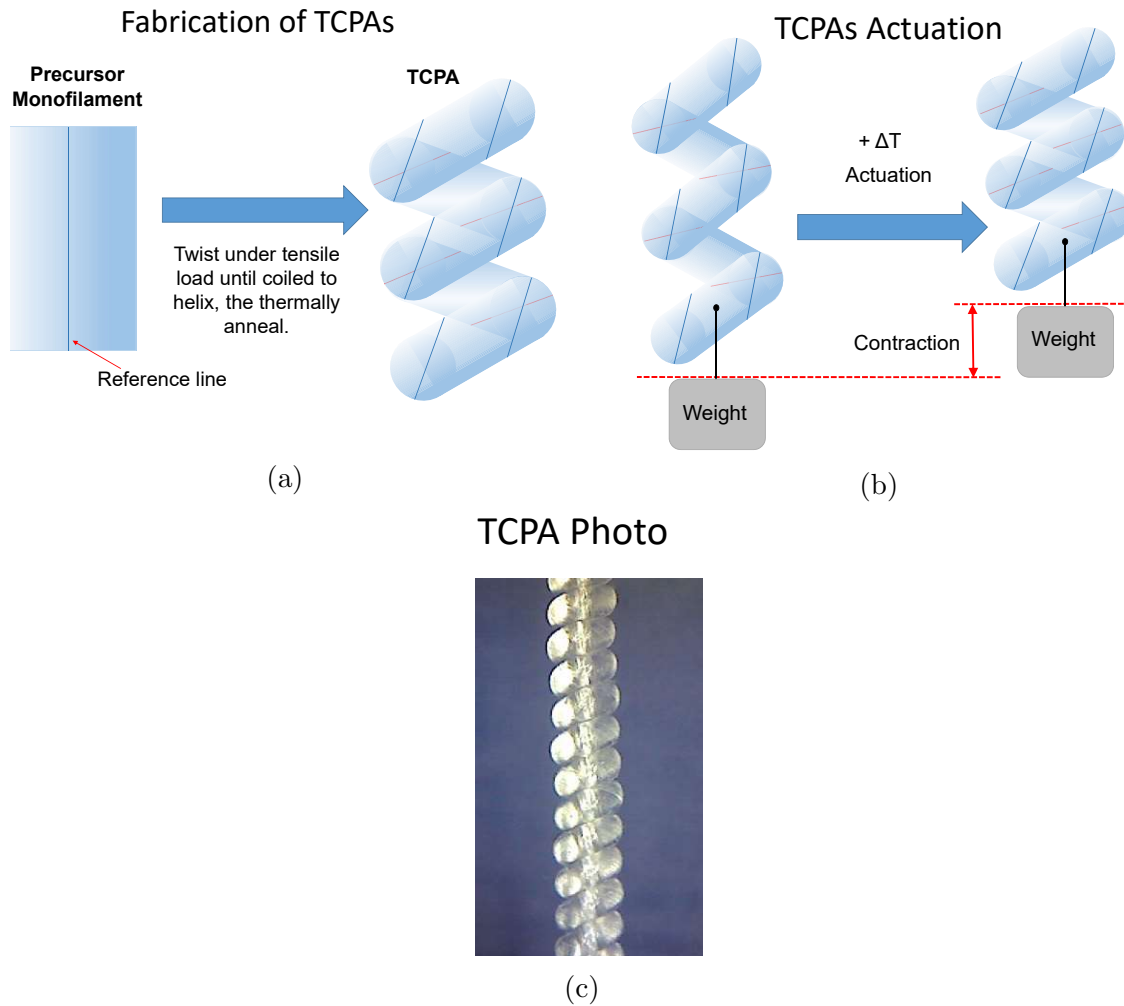 Fabrication of TCPAs
Precursor
Monofilament
TCPA
Twist under tensile
load until coiled to
helix, the thermally
anneal.
Reference line
(a)
TCPAs Actuation
+ ΔT
Actuation
Contraction
Weight
Weight
(b)
TCPA Photo
(c)